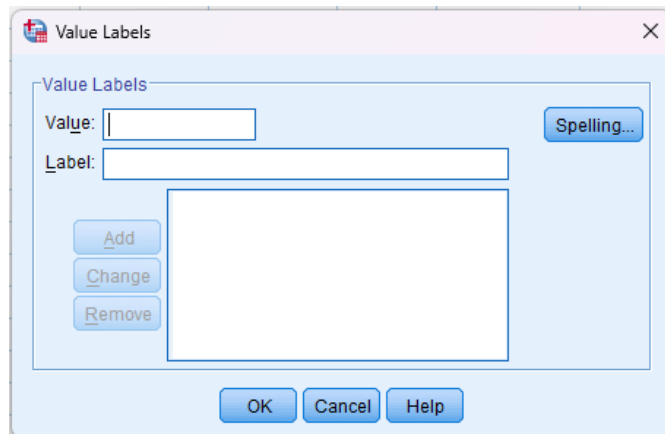 Value Labels
Value Labels
Value:
Spelling...
Label:
Add
Change
Remove
OK Cancel Help